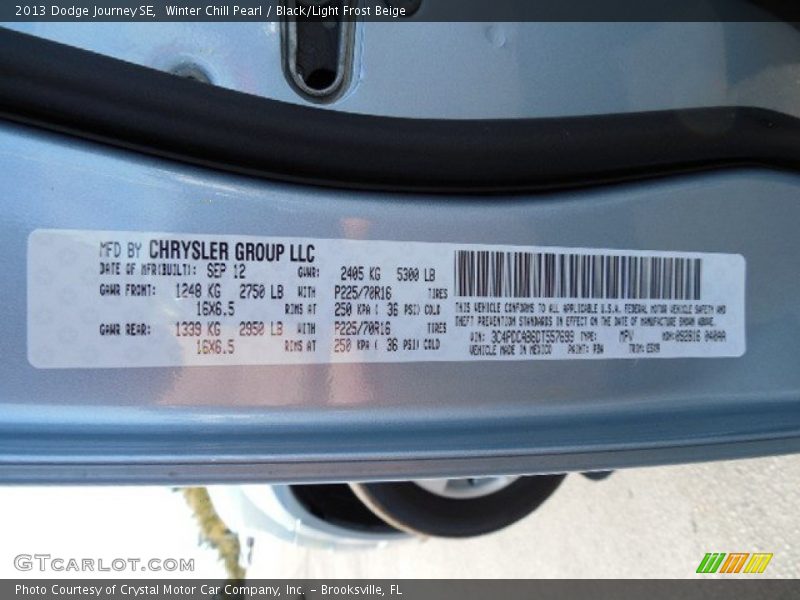 2013 Dodge Journey SE,  Winter Chill Pearl / Black/Light Frost Beige
MFD BY CHRYSLER GROUP LLC
DATE OF MFR(BUILT): SEP 12 GVWR: 2405 KG 5300 LB
GAWR FRONT: 1248 KG 2750 LB WITH P225/70R16 TIRES
16X6.5 RIMS AT 250 KPA ( 36 PSI) COLD
GAWR REAR: 1339 KG 2950 LB WITH P225/70R16 TIRES
16X6.5 RIMS AT 250 KPA ( 36 PSI) COLD
THIS VEHICLE CONFORMS TO ALL APPLICABLE U.S.A. FEDERAL MOTOR VEHICLE SAFETY AND
THEFT PREVENTION STANDARDS IN EFFECT ON THE DATE OF MANUFACTURE SHOWN ABOVE.
VIN: 3C4PDCAB6DT557699 TYPE: MPV
VEHICLE MADE IN MEXICO PAINT: TRIM:
GTCARLOT.COM
Photo Courtesy of Crystal Motor Car Company, Inc. – Brooksville, FL